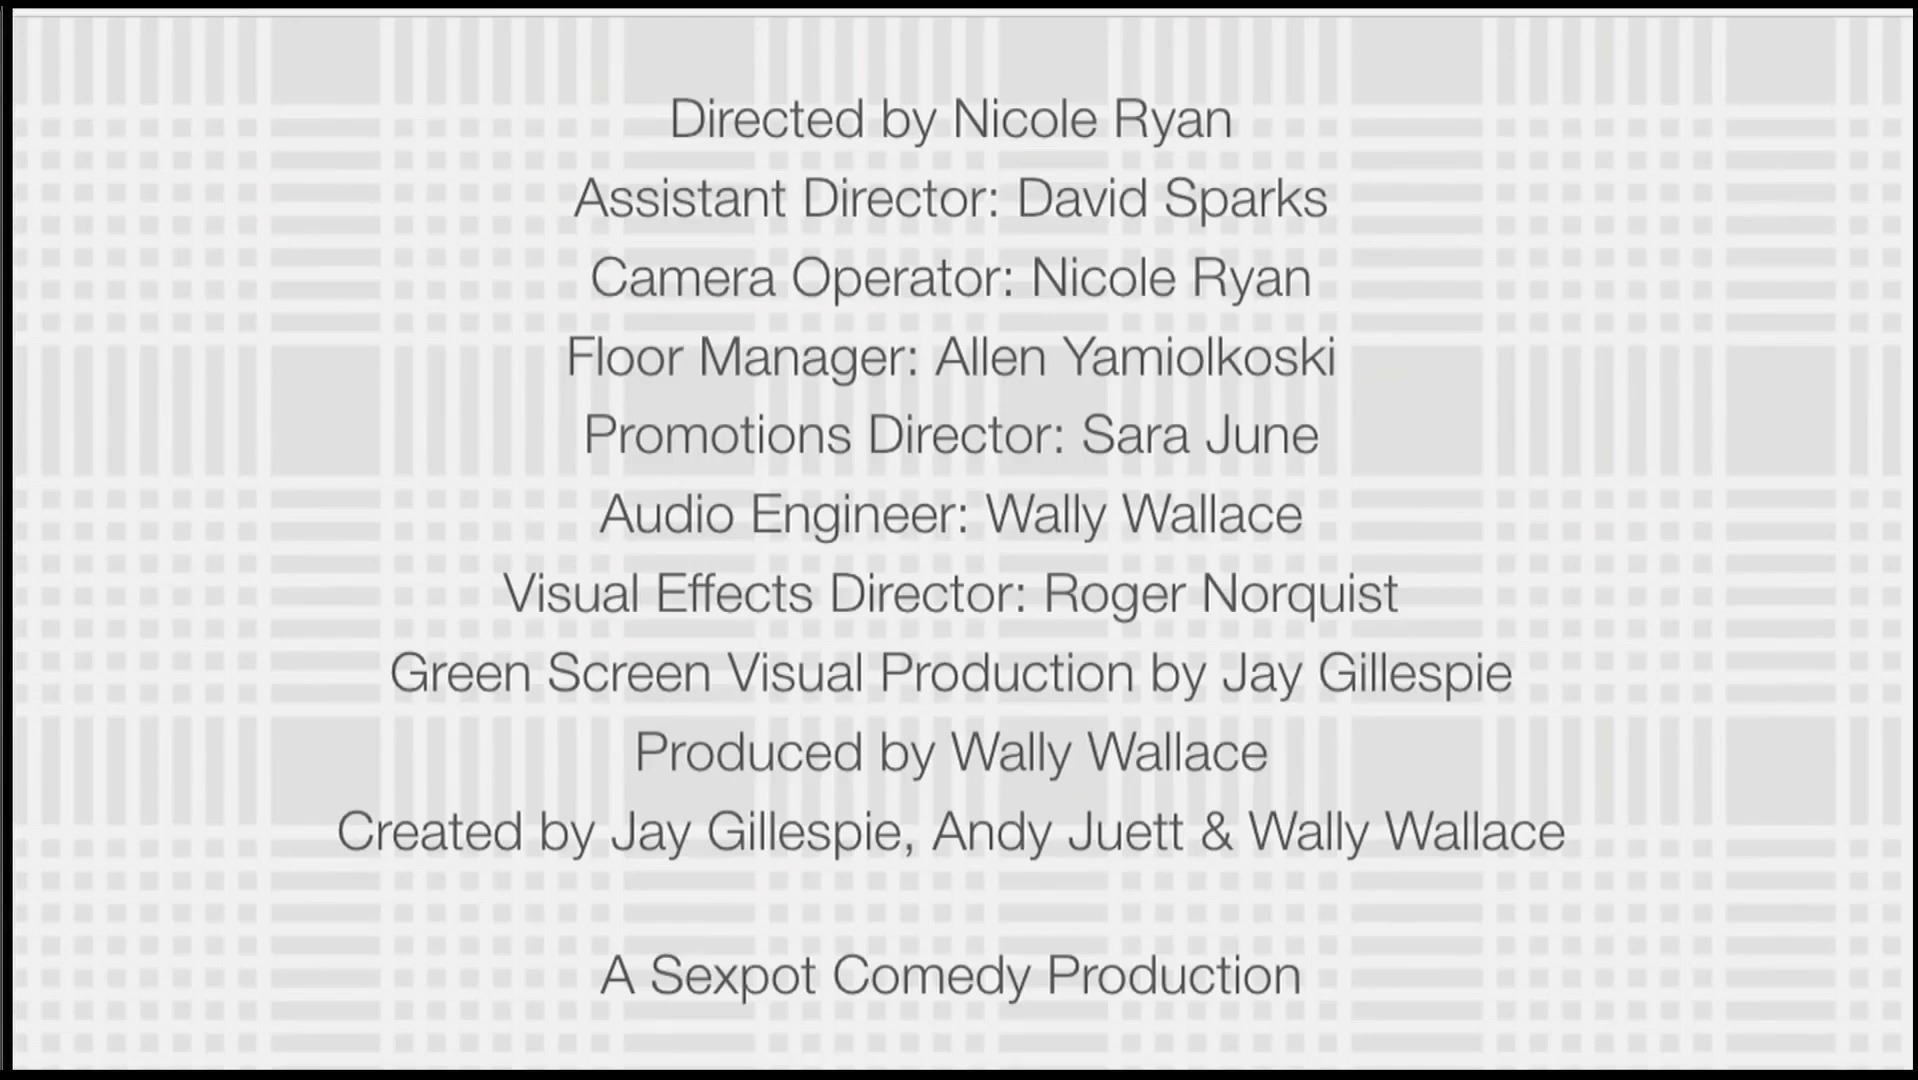 Directed by Nicole Ryan
Assistant Director: David Sparks
Camera Operator: Nicole Ryan
Floor Manager: Allen Yamiolkoski
Promotions Director: Sara June
Audio Engineer: Wally Wallace
Visual Effects Director: Roger Norquist
Green Screen Visual Production by Jay Gillespie
Produced by Wally Wallace
Created by Jay Gillespie, Andy Juett & Wally Wallace
A Sexpot Comedy Production